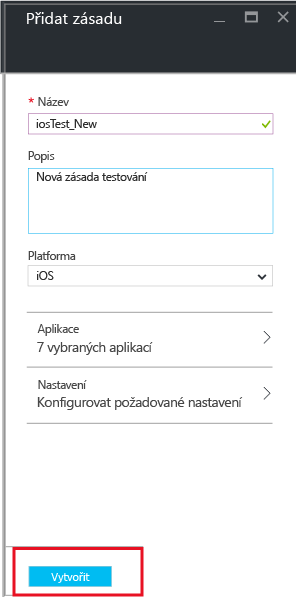 Přidat zásadu
* Název
iosTest_New
Popis
Nová zásada testování
Platforma
iOS
Aplikace
7 vybraných aplikací
Nastavení
Konfigurovat požadované nastavení
Vytvořit